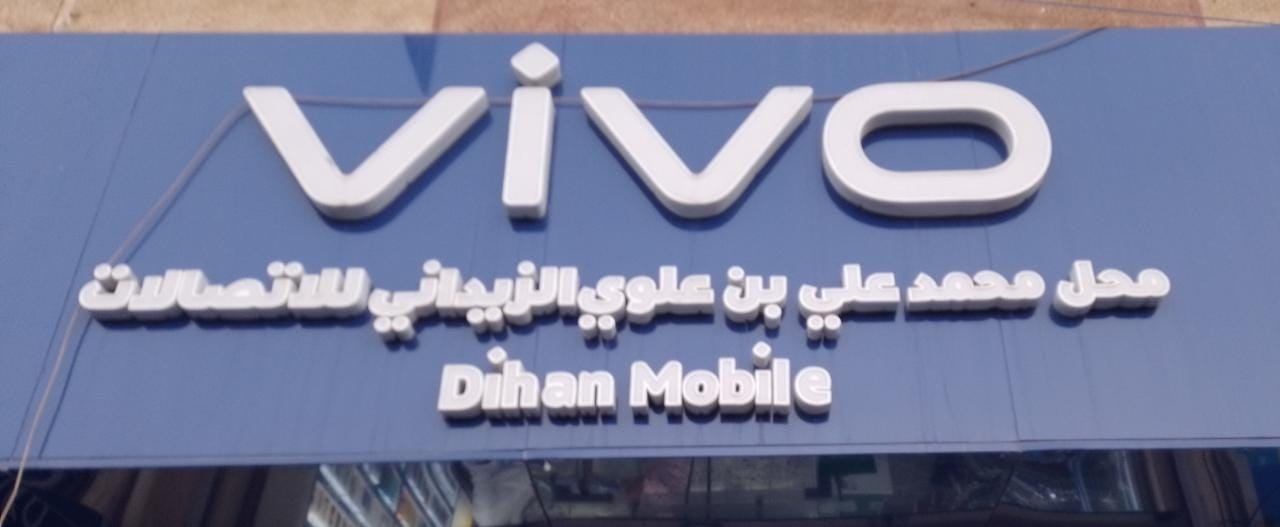 vivo
محل محمد علي بن علوي الزيداني للاتصالات
Dihan Mobile